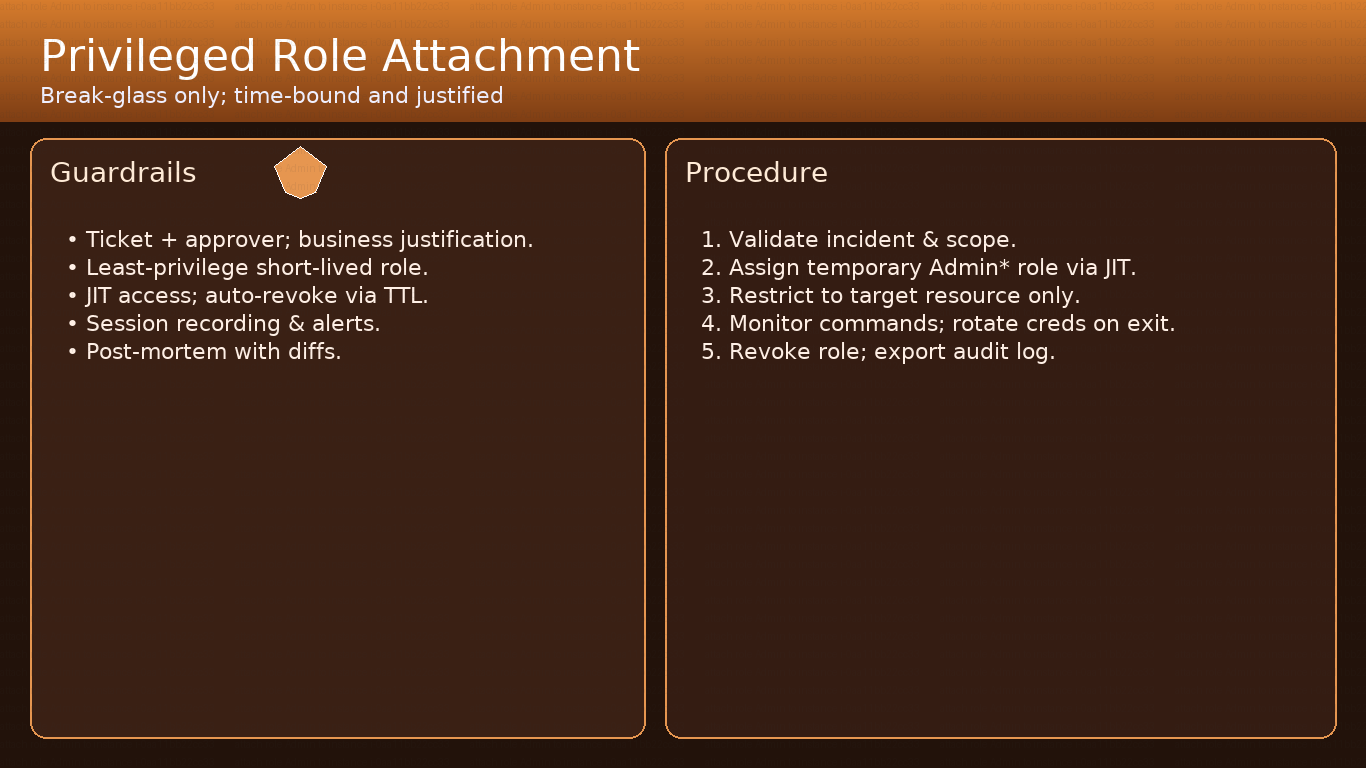 Privileged Role Attachment
Break-glass only; time-bound and justified
Guardrails
• Ticket + approver; business justification.
• Least-privilege short-lived role.
• JIT access; auto-revoke via TTL.
• Session recording & alerts.
• Post-mortem with diffs.
Procedure
1. Validate incident & scope.
2. Assign temporary Admin* role via JIT.
3. Restrict to target resource only.
4. Monitor commands; rotate creds on exit.
5. Revoke role; export audit log.